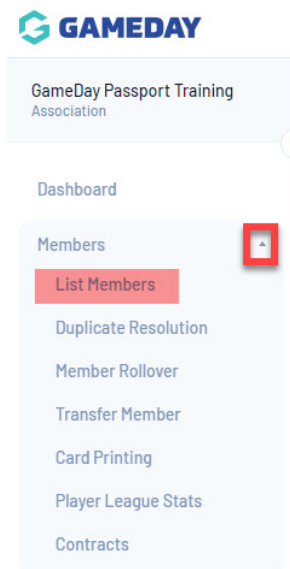 GAMEDAY
GameDay Passport Training
Association
Dashboard
Members
List Members
Duplicate Resolution
Member Rollover
Transfer Member
Card Printing
Player League Stats
Contracts